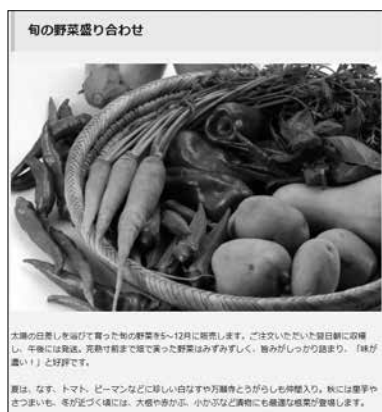 旬の野菜盛り合わせ
太陽の日差しを浴びて育った旬の野菜を5〜12月に販売します。ご注文いただいた翌日朝に収穫
し、午後には発送。完熟寸前まで畑で実った野菜はみずみずしく、旨みがしっかり詰まり、「味が
濃い！」と好評です。
夏は、なす、トマト、ピーマンなどに珍しい白なすや万願寺とうがらしも仲間入り。秋には里芋や
さつまいも、冬が近づく頃には、大根や赤かぶ、小かぶなど漬物にも最適な根菜が登場します。